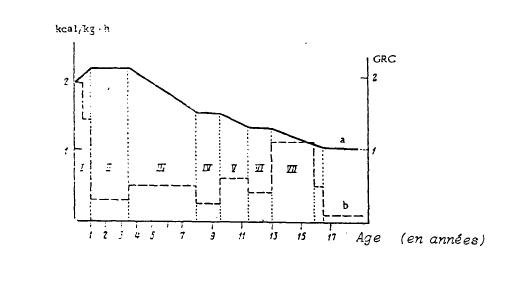 kcal/kg·h
GRC
2
2
a
1
1
I II III IV V VI VII
b
1 2 3 4 5 7 9 11 13 15 17 Age (en années)